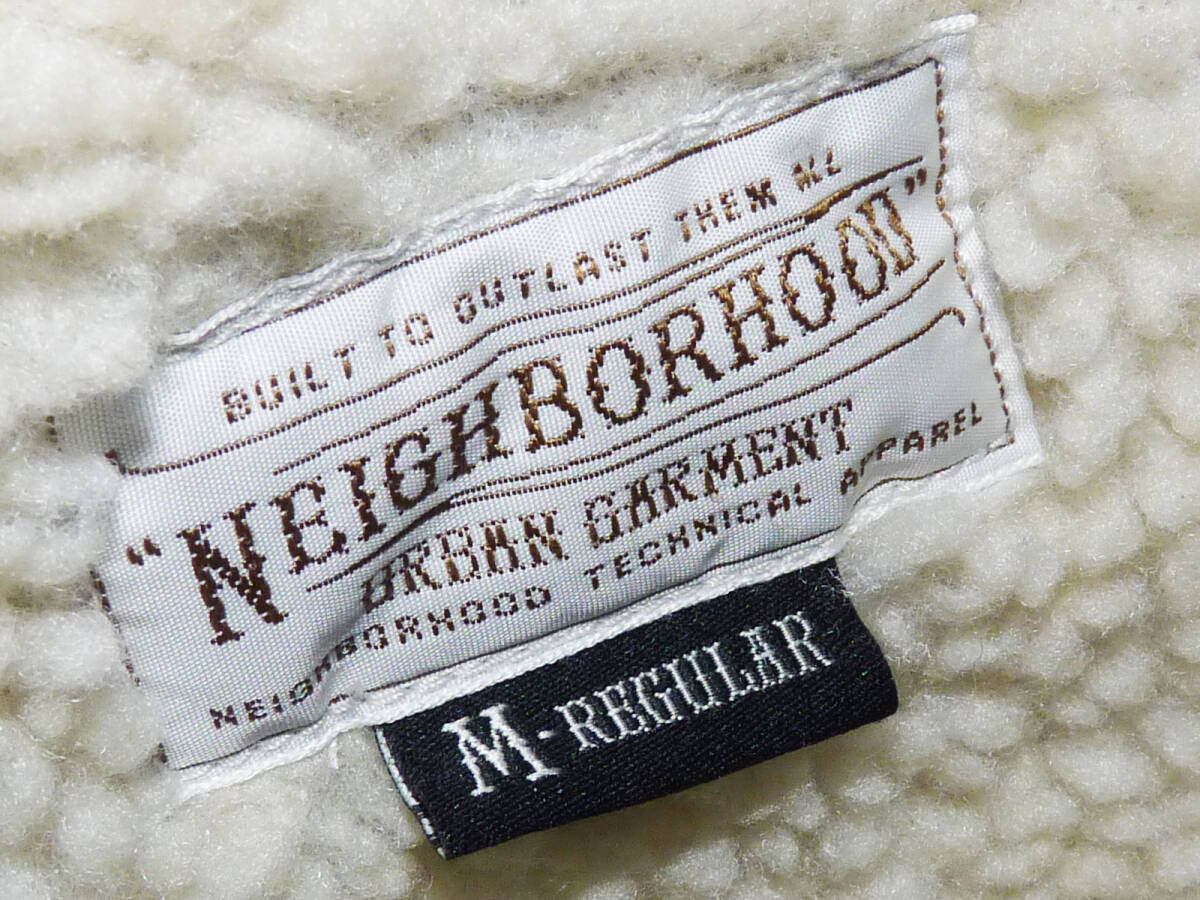 BUILT TO OUTLAST THEM ALL
“NEIGHBORHOOD”
URBAN GARMENT
NEIGHBORHOOD TECHNICAL APPAREL
M-REGULAR